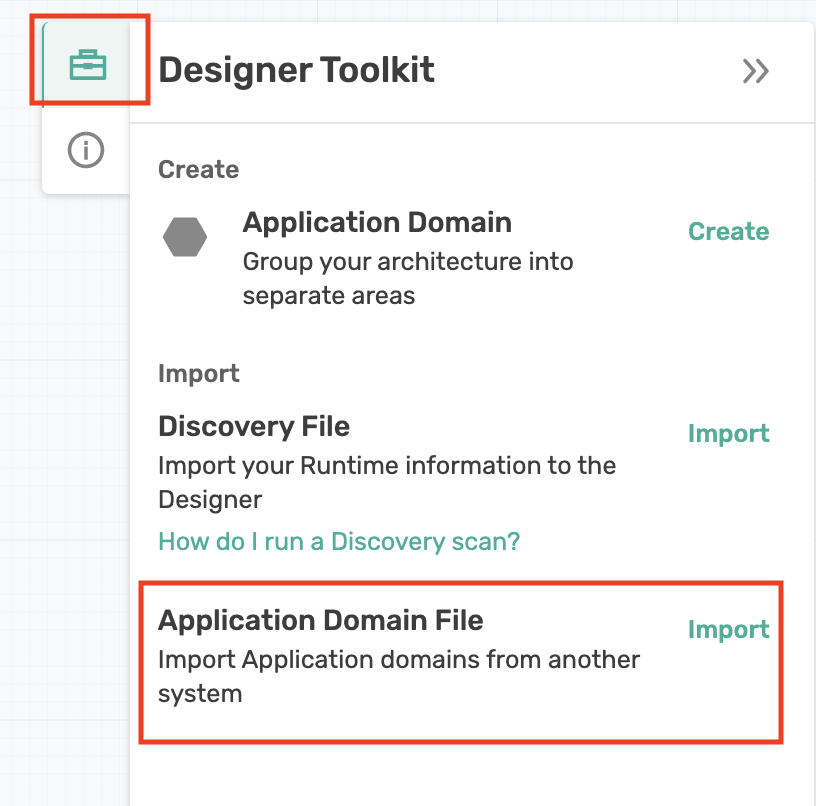 Designer Toolkit
Create
Application Domain
Create
Group your architecture into
separate areas
Import
Discovery File
Import
Import your Runtime information to the
Designer
How do I run a Discovery scan?
Application Domain File
Import
Import Application domains from another
system